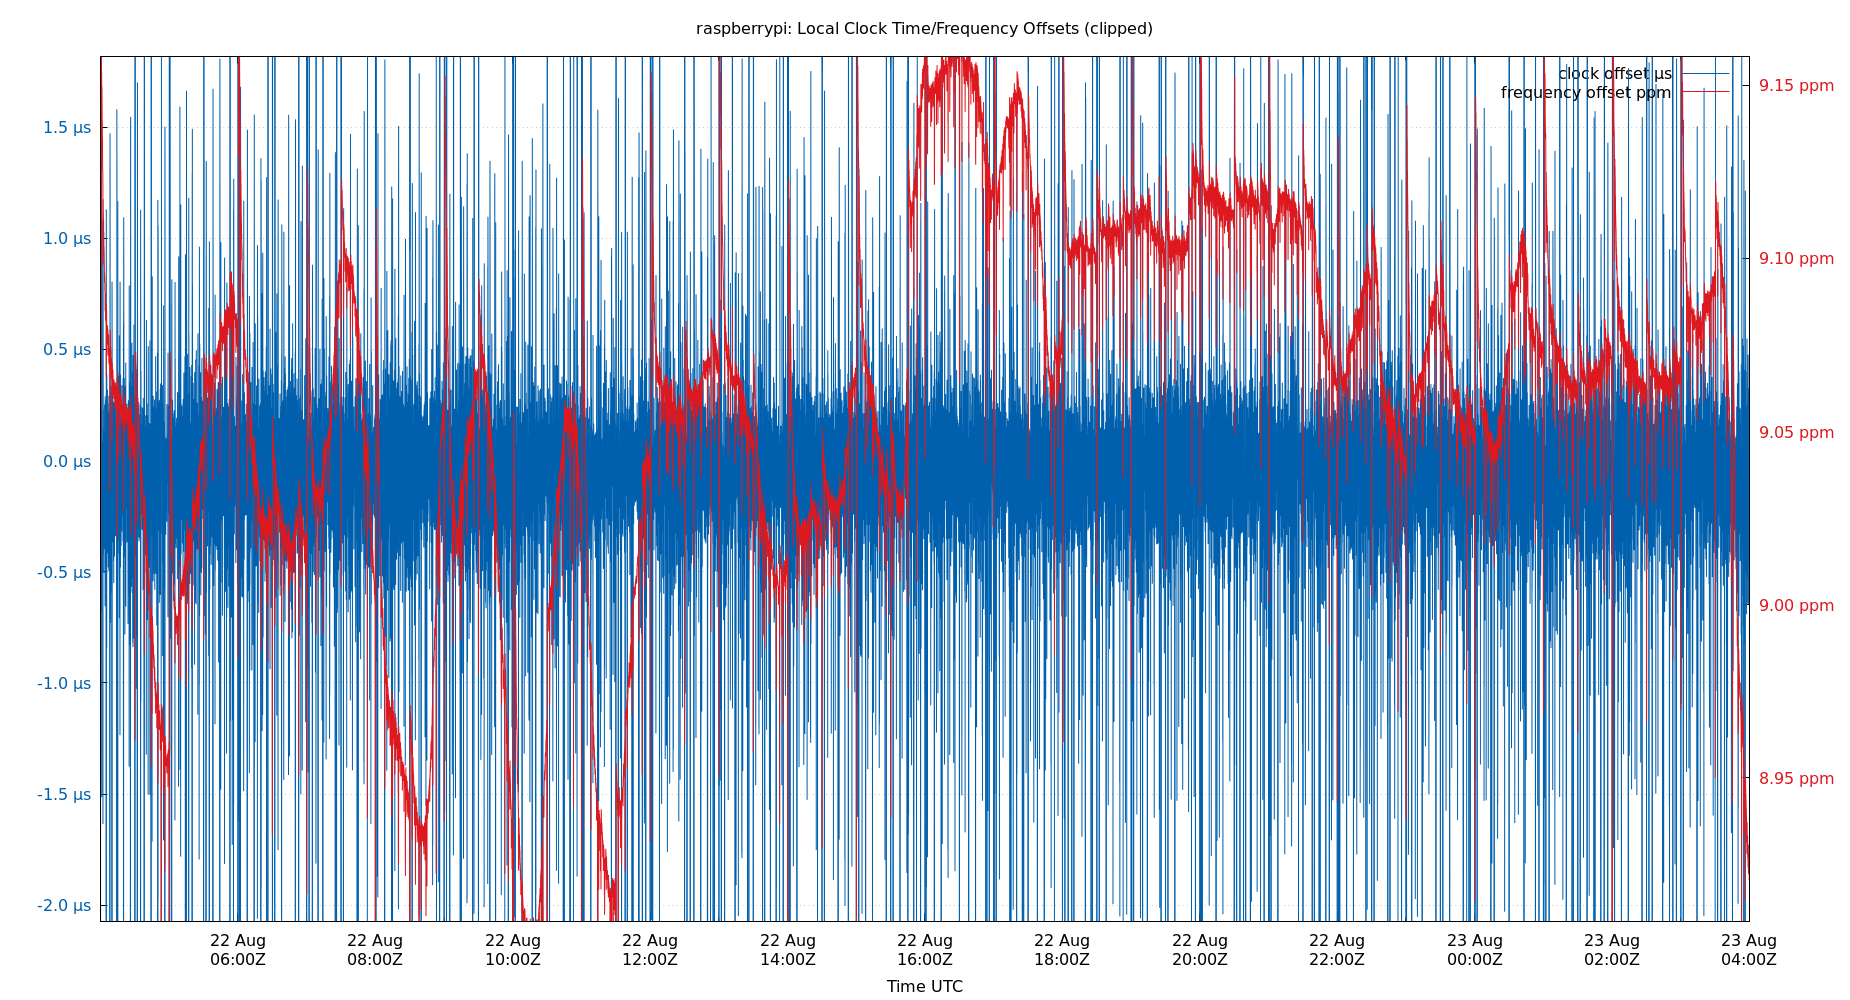 raspberrypi: Local Clock Time/Frequency Offsets (clipped)
clock offset µs
frequency offset ppm
1.5 µs
1.0 µs
0.5 µs
0.0 µs
-0.5 µs
-1.0 µs
-1.5 µs
-2.0 µs
9.15 ppm
9.10 ppm
9.05 ppm
9.00 ppm
8.95 ppm
22 Aug 22 Aug 22 Aug 22 Aug 22 Aug 22 Aug 22 Aug 22 Aug 22 Aug 23 Aug 23 Aug 23 Aug
06:00Z 08:00Z 10:00Z 12:00Z 14:00Z 16:00Z 18:00Z 20:00Z 22:00Z 00:00Z 02:00Z 04:00Z
Time UTC